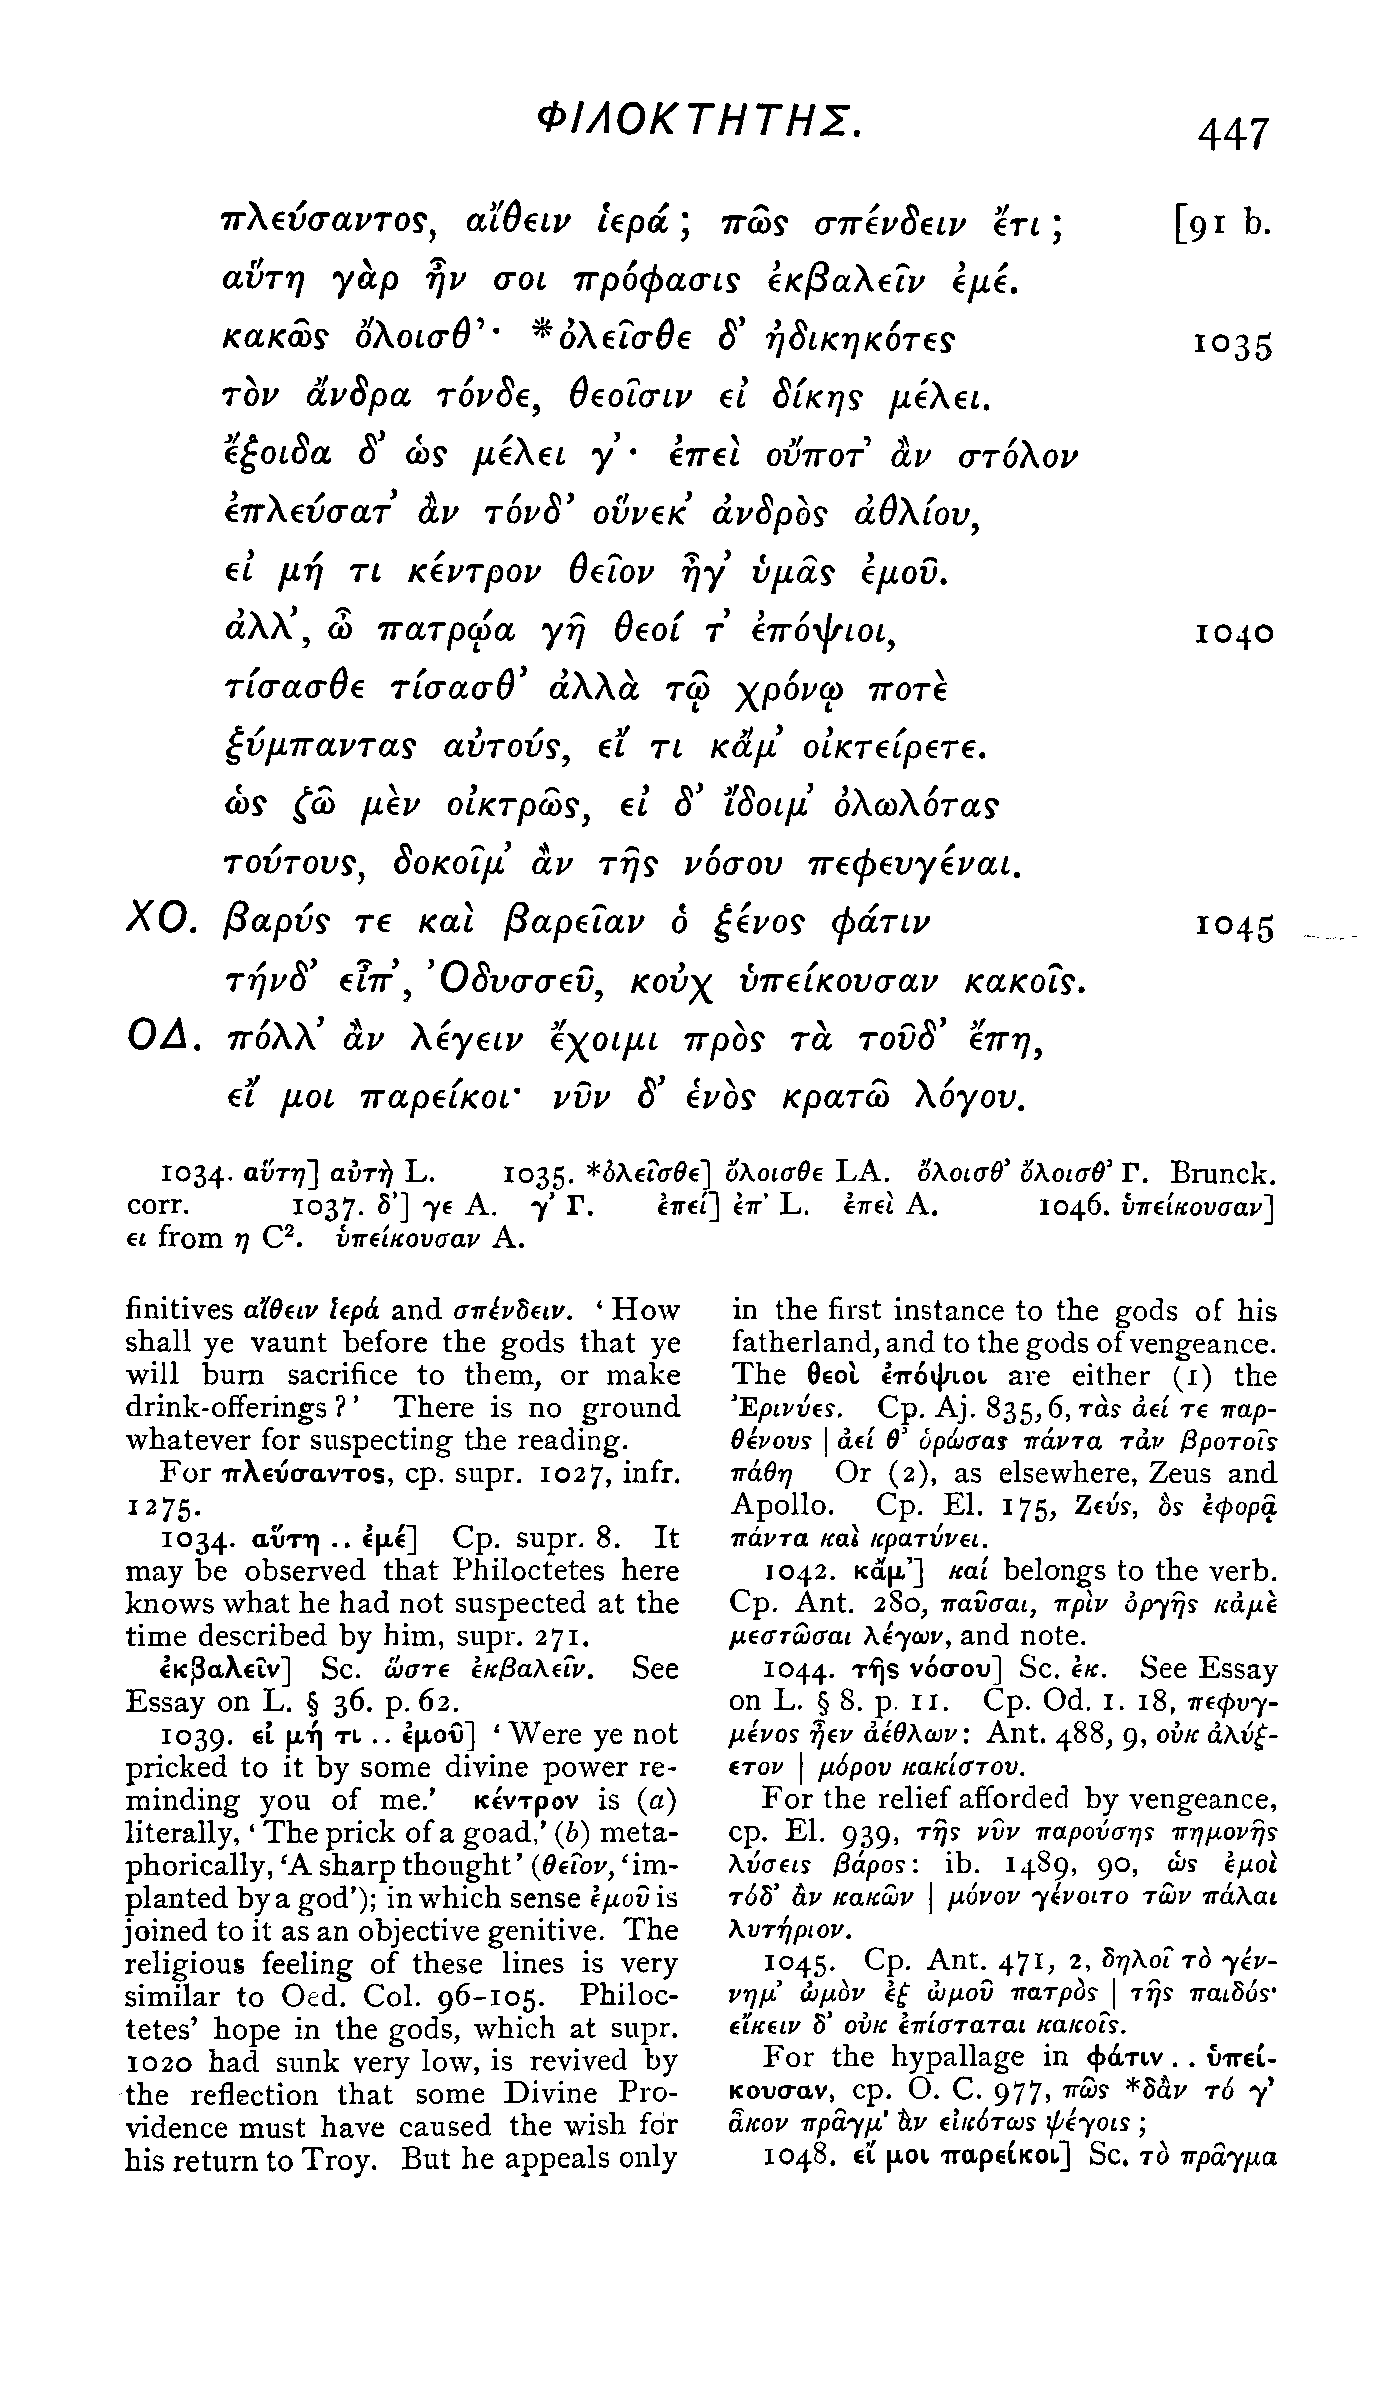 ΦΙΛΟΚΤΗΤΗΣ.
447
πλεύσαντος, αἴθειν ἱερά; πῶς σπένδειν ἔτι; [91 b.
αὕτη γὰρ ἦν σοι πρόφασις ἐκβαλεῖν ἐμέ.
κακῶς ὄλοισθ’· *ὀλεῖσθε δ’ ἠδικηκότες 1035
τὸν ἄνδρα τόνδε, θεοῖσιν εἰ δίκης μέλει.
ἔξοιδα δ’ ὡς μέλει γ’· ἐπεὶ οὔποτ’ ἂν στόλον
ἐπλεύσατ’ ἂν τόνδ’ οὕνεκ’ ἀνδρὸς ἀθλίου,
εἰ μή τι κέντρον θεῖον ἦγ’ ὑμᾶς ἐμοῦ.
ἀλλ’, ὦ πατρῴα γῆ θεοί τ’ ἐπόψιοι, 1040
τίσασθε τίσασθ’ ἀλλὰ τῷ χρόνῳ ποτὲ
ξύμπαντας αὐτούς, εἴ τι κἄμ’ οἰκτείρετε.
ὡς ζῶ μὲν οἰκτρῶς, εἰ δ’ ἴδοιμ’ ὀλωλότας
τούτους, δοκοῖμ’ ἂν τῆς νόσου πεφευγέναι.
ΧΟ. βαρύς τε καὶ βαρεῖαν ὁ ξένος φάτιν 1045
τήνδ’ εἶπ’, Ὀδυσσεῦ, κοὐχ ὑπείκουσαν κακοῖς.
ΟΔ. πόλλ’ ἂν λέγειν ἔχοιμι πρὸς τὰ τοῦδ’ ἔπη,
εἴ μοι παρείκοι· νῦν δ’ ἑνὸς κρατῶ λόγου.
1034. αὕτη] αὐτὴ L. 1035. *ὀλεῖσθε] ὄλοισθε LA. ὄλοισθ’ ὄλοισθ’ Γ. Brunck.
corr. 1037. δ’] γε A. γ’ Γ. ἐπεί] ἐπ’ L. ἐπεὶ A. 1046. ὑπείκουσαν]
ει from η C². ὑπείκουσαν A.
finitives αἴθειν ἱερά and σπένδειν. ‘How
shall ye vaunt before the gods that ye
will burn sacrifice to them, or make
drink-offerings?’ There is no ground
whatever for suspecting the reading.
For πλεύσαντος, cp. supr. 1027, infr.
1275.
1034. αὕτη .. ἐμέ] Cp. supr. 8. It
may be observed that Philoctetes here
knows what he had not suspected at the
time described by him, supr. 271.
ἐκβαλεῖν] Sc. ὥστε ἐκβαλεῖν. See
Essay on L. § 36. p. 62.
1039. εἰ μή τι .. ἐμοῦ] ‘Were ye not
pricked to it by some divine power re-
minding you of me.’ κέντρον is (a)
literally, ‘The prick of a goad,’ (b) meta-
phorically, ‘A sharp thought’ (θεῖον, ‘im-
planted by a god’); in which sense ἐμοῦ is
joined to it as an objective genitive. The
religious feeling of these lines is very
similar to Oed. Col. 96–105. Philoc-
tetes’ hope in the gods, which at supr.
1020 had sunk very low, is revived by
the reflection that some Divine Pro-
vidence must have caused the wish for
his return to Troy. But he appeals only
in the first instance to the gods of his
fatherland, and to the gods of vengeance.
The θεοὶ ἐπόψιοι are either (1) the
Ἐρινύες. Cp. Aj. 835, 6, τὰς ἀεί τε παρ-
θένους | ἀεί θ’ ὁρώσας πάντα τἀν βροτοῖς
πάθη Or (2), as elsewhere, Zeus and
Apollo. Cp. El. 175, Ζεύς, ὃς ἐφορᾷ
πάντα καὶ κρατύνει.
1042. κἄμ’] καί belongs to the verb.
Cp. Ant. 280, παῦσαι, πρὶν ὀργῆς κἀμὲ
μεστῶσαι λέγων, and note.
1044. τῆς νόσου] Sc. ἐκ. See Essay
on L. § 8. p. 11. Cp. Od. 1. 18, πεφυγ-
μένος ἦεν ἀέθλων: Ant. 488, 9, οὐκ ἀλύξ-
ετον | μόρου κακίστου.
For the relief afforded by vengeance,
cp. El. 939, τῆς νῦν παρούσης πημονῆς
λύσεις βάρος: ib. 1489, 90, ὡς ἐμοὶ
τόδ’ ἂν κακῶν | μόνον γένοιτο τῶν πάλαι
λυτήριον.
1045. Cp. Ant. 471, 2, δηλοῖ τὸ γέν-
νημ’ ὠμὸν ἐξ ὠμοῦ πατρὸς | τῆς παιδός·
εἴκειν δ’ οὐκ ἐπίσταται κακοῖς.
For the hypallage in φάτιν .. ὑπεί-
κουσαν, cp. O. C. 977, πῶς *δἂν τό γ’
ἆκον πρᾶγμ’ ἂν εἰκότως ψέγοις;
1048. εἴ μοι παρείκοι] Sc. τὸ πρᾶγμα